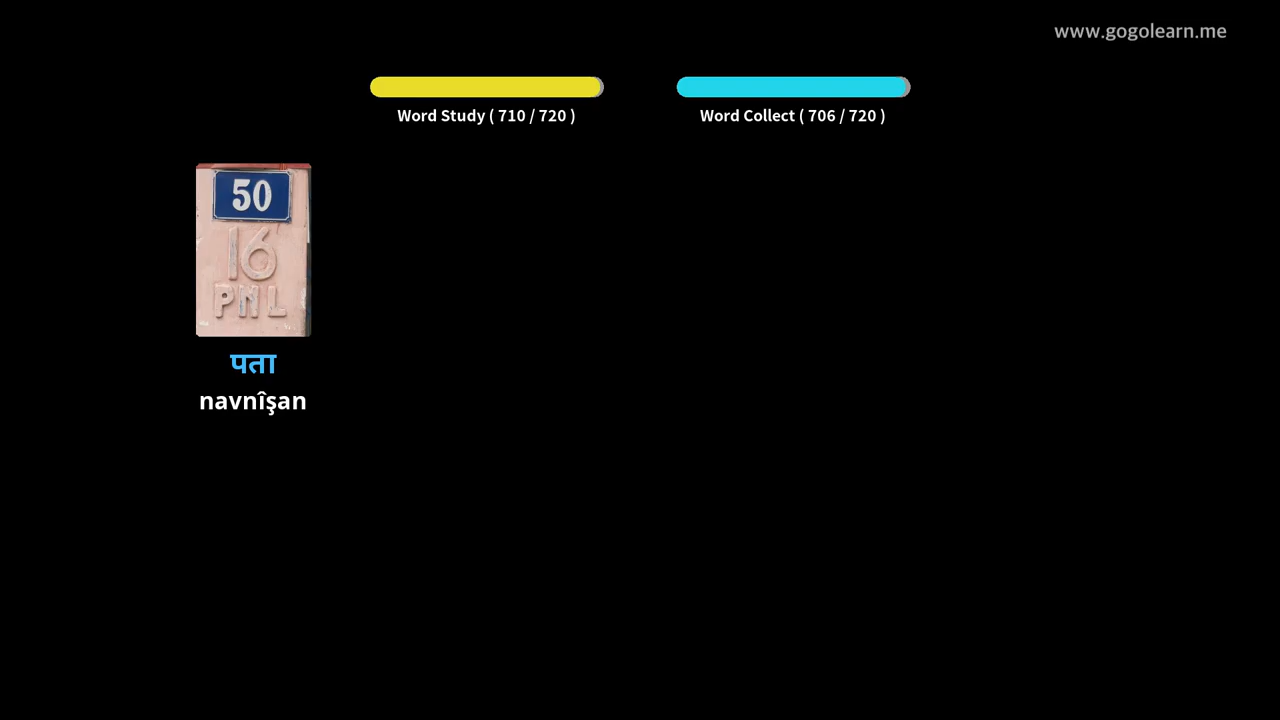 www.gogolearn.me
Word Study ( 710 / 720 )
Word Collect ( 706 / 720 )
50
16
PNL
पता
navnîşan